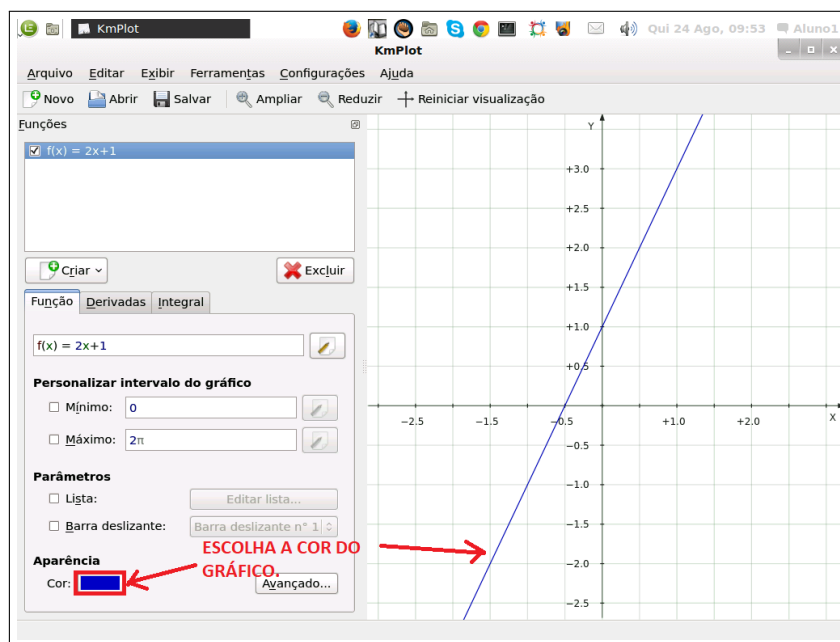 KmPlot
Qui 24 Ago, 09:53 Aluno1
KmPlot
Arquivo Editar Exibir Ferramentas Configurações Ajuda
Novo Abrir Salvar Ampliar Reduzir Reiniciar visualização
Funções
f(x) = 2x+1
Criar Excluir
Função Derivadas Integral
f(x) = 2x+1
Personalizar intervalo do gráfico
Mínimo: 0
Máximo: 2π
Parâmetros
Lista: Editar lista...
Barra deslizante: Barra deslizante n° 1
ESCOLHA A COR DO
GRÁFICO.
Aparência
Cor: Avançado...
Y
+3.0
+2.5
+2.0
+1.5
+1.0
+0.5
−2.5 −1.5 −0.5 +1.0 +2.0 X
−0.5
−1.0
−1.5
−2.0
−2.5